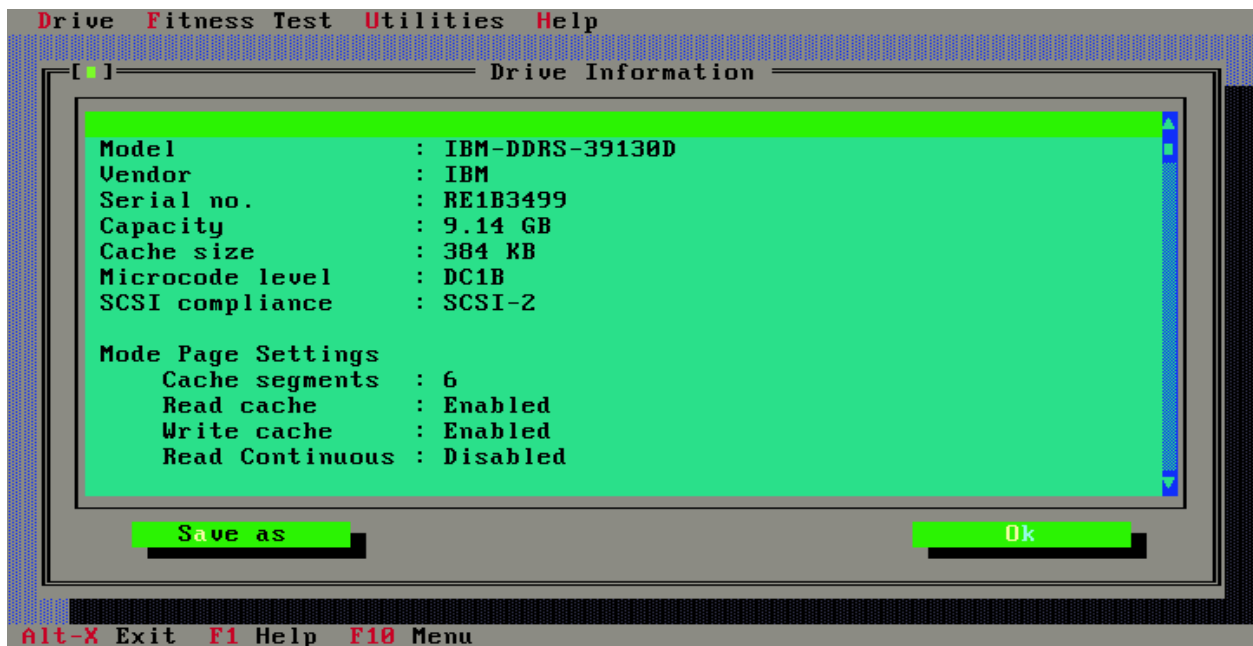 Drive Fitness Test Utilities Help
[■] Drive Information
Model : IBM-DDRS-39130D
Vendor : IBM
Serial no. : RE1B3499
Capacity : 9.14 GB
Cache size : 384 KB
Microcode level : DC1B
SCSI compliance : SCSI-2
Mode Page Settings
Cache segments : 6
Read cache : Enabled
Write cache : Enabled
Read Continuous : Disabled
Save as Ok
Alt-X Exit F1 Help F10 Menu